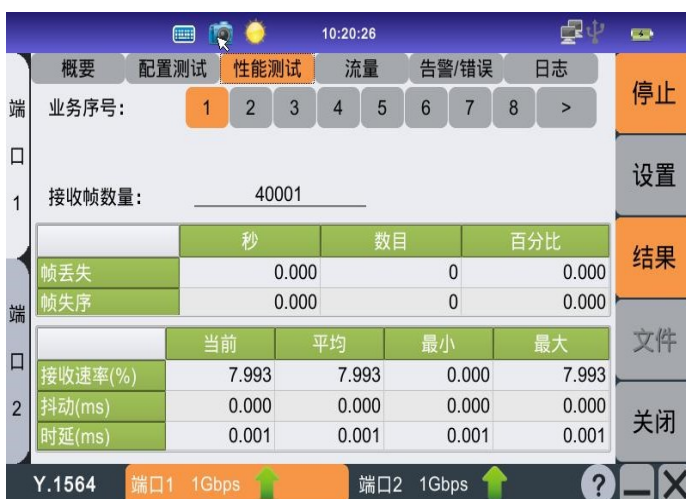 10:20:26
概要 配置测试 性能测试 流量 告警/错误 日志
停止
业务序号: 1 2 3 4 5 6 7 8 >
端口1
设置
接收帧数量: 40001
秒 数目 百分比
结果
帧丢失 0.000 0 0.000
帧失序 0.000 0 0.000
端口2
当前 平均 最小 最大
文件
接收速率(%) 7.993 7.993 0.000 7.993
抖动(ms) 0.000 0.000 0.000 0.000
关闭
时延(ms) 0.001 0.001 0.001 0.001
Y.1564 端口1 1Gbps 端口2 1Gbps ?